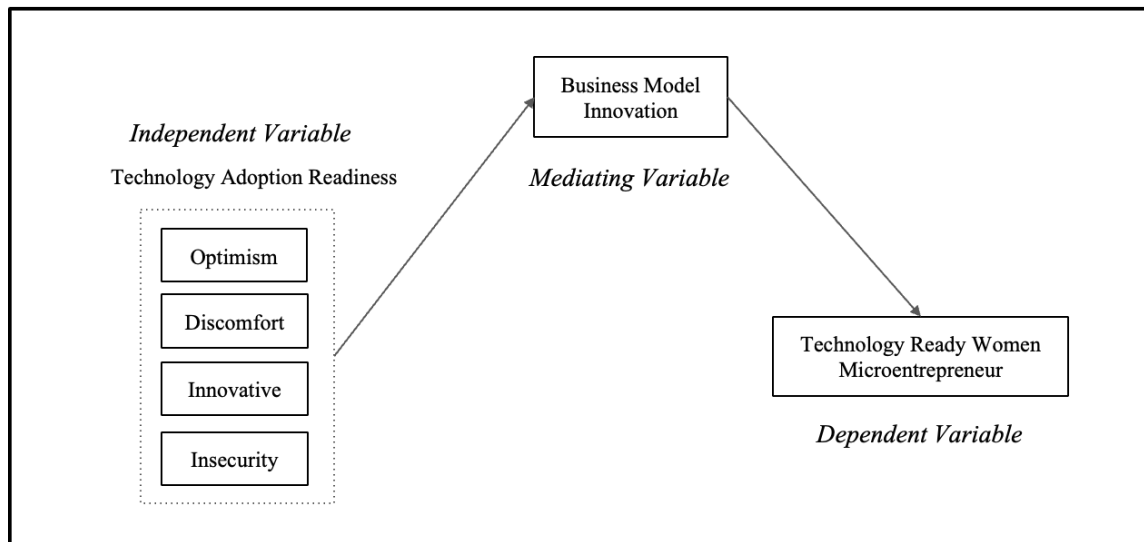 Independent Variable
Technology Adoption Readiness
Optimism
Discomfort
Innovative
Insecurity
Business Model
Innovation
Mediating Variable
Technology Ready Women
Microentrepreneur
Dependent Variable